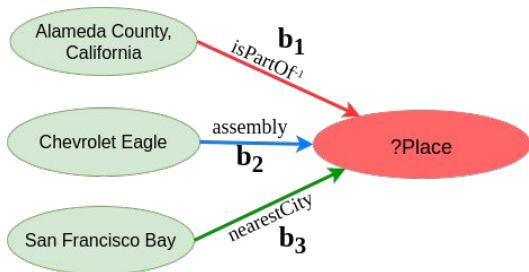 Alameda County,
California
b1
isPartOf-1
Chevrolet Eagle
assembly
b2
?Place
San Francisco Bay
nearestCity
b3